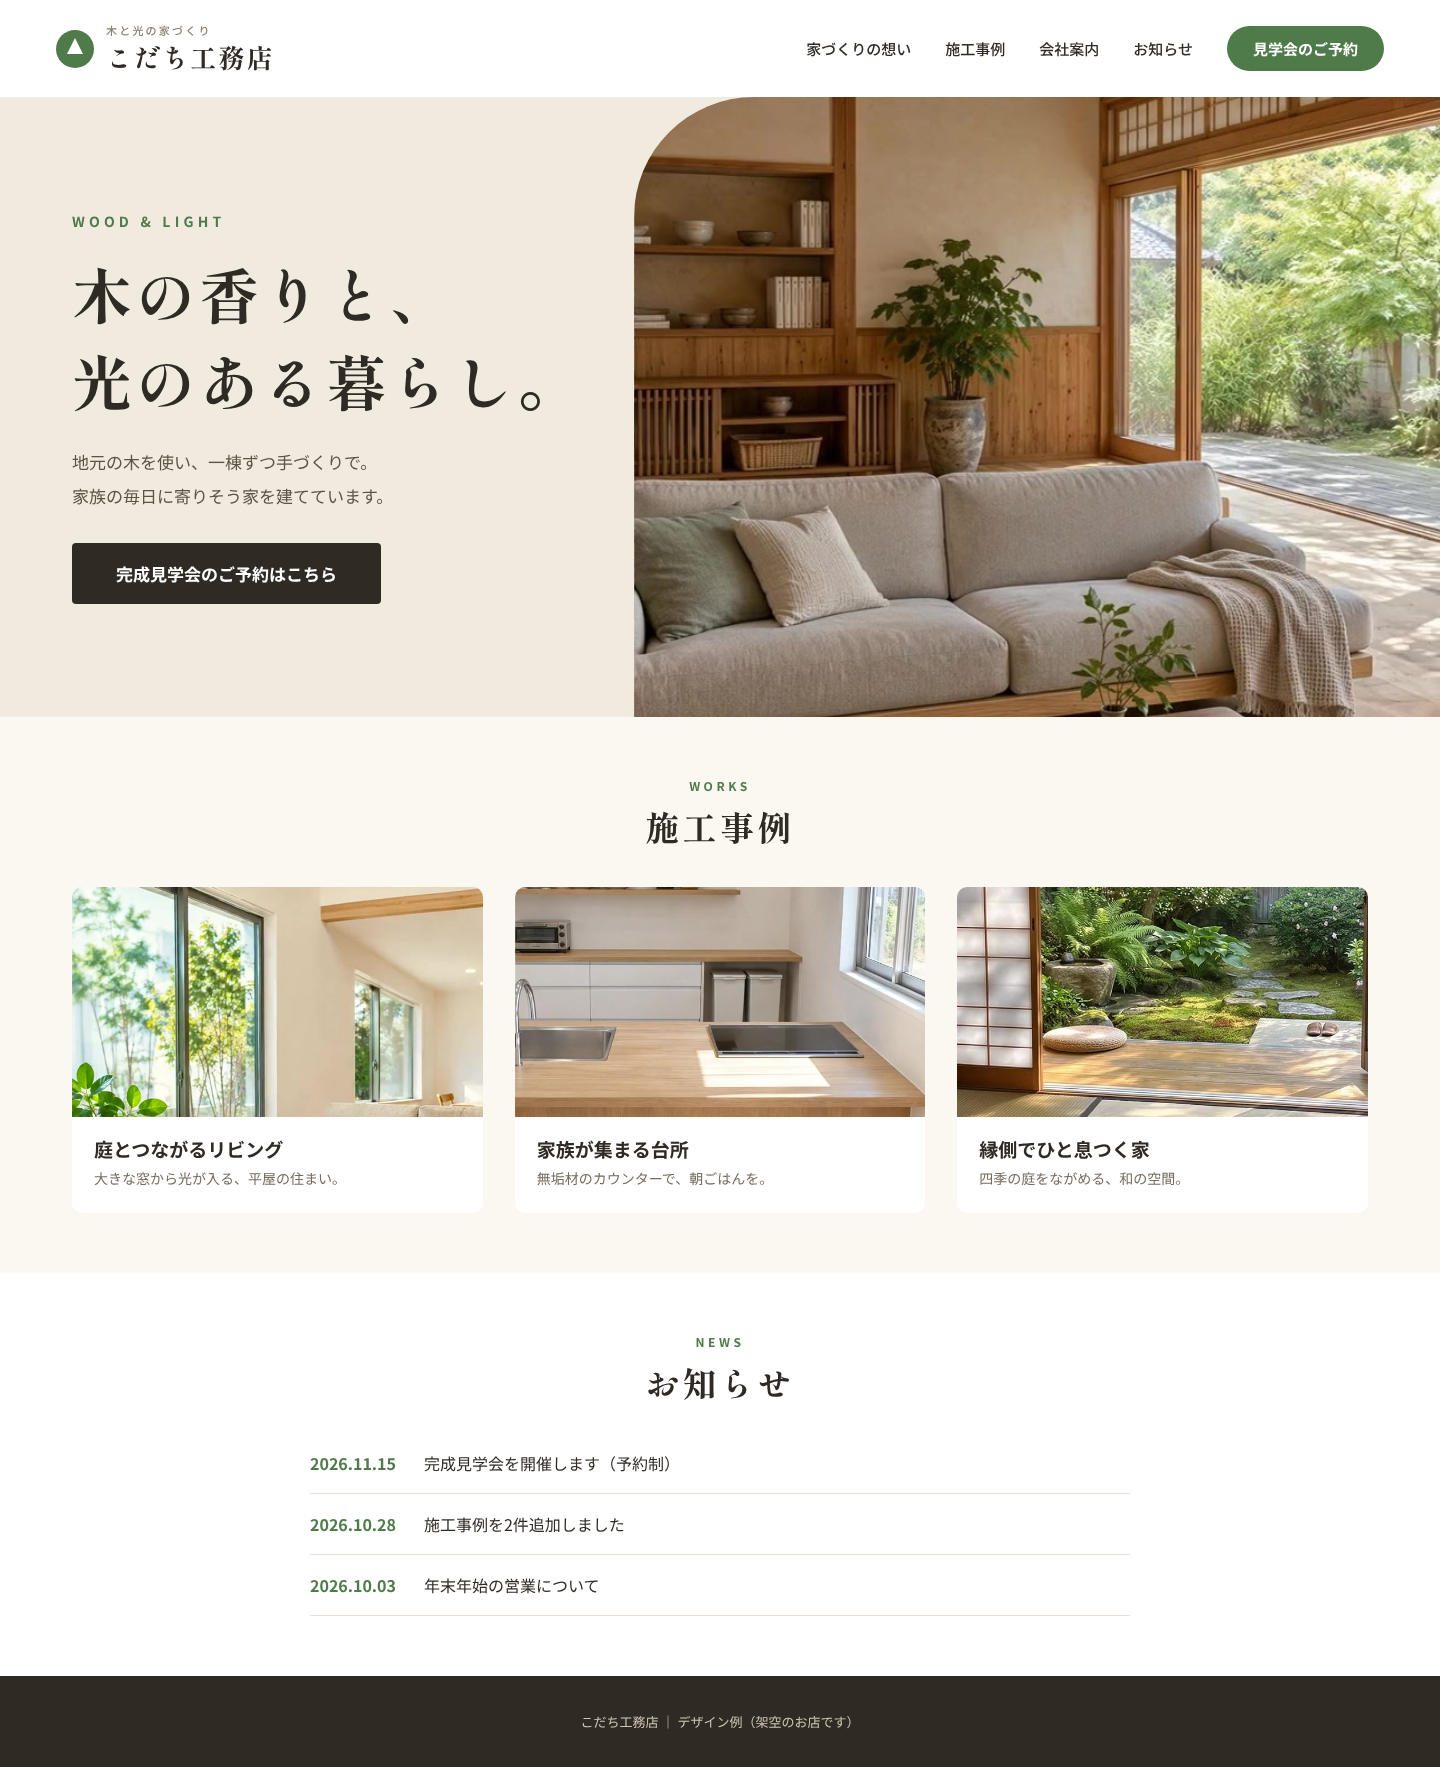 木と光の家づくり
こだち工務店
家づくりの想い
施工事例
会社案内
お知らせ
見学会のご予約
WOOD & LIGHT
木の香りと、
光のある暮らし。
地元の木を使い、一棟ずつ手づくりで。
家族の毎日に寄りそう家を建てています。
完成見学会のご予約はこちら
WORKS
施工事例
庭とつながるリビング
大きな窓から光が入る、平屋の住まい。
家族が集まる台所
無垢材のカウンターで、朝ごはんを。
縁側でひと息つく家
四季の庭をながめる、和の空間。
NEWS
お知らせ
2026.11.15 完成見学会を開催します（予約制）
2026.10.28 施工事例を2件追加しました
2026.10.03 年末年始の営業について
こだち工務店 ｜ デザイン例（架空のお店です）